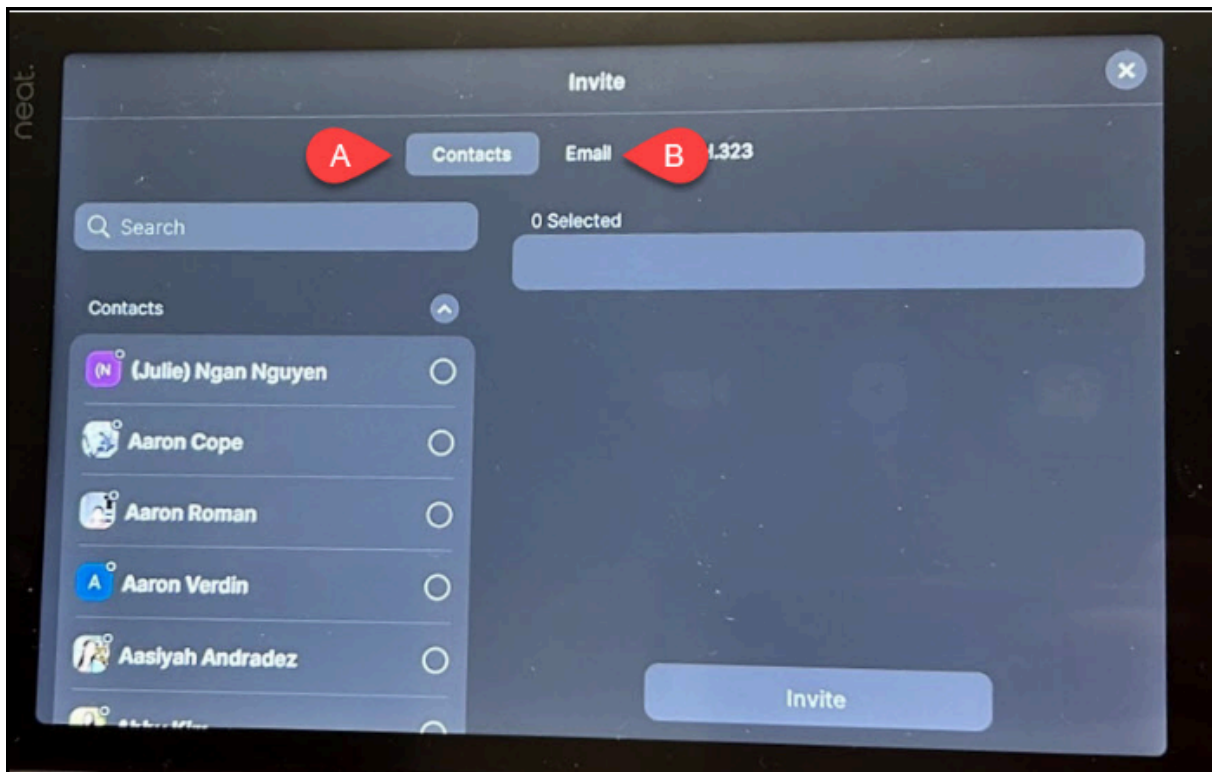 neat.
Invite
A Contacts Email B H.323
Search
0 Selected
Contacts
(N (Julie) Ngan Nguyen
Aaron Cope
Aaron Roman
A Aaron Verdin
Aasiyah Andradez
Invite